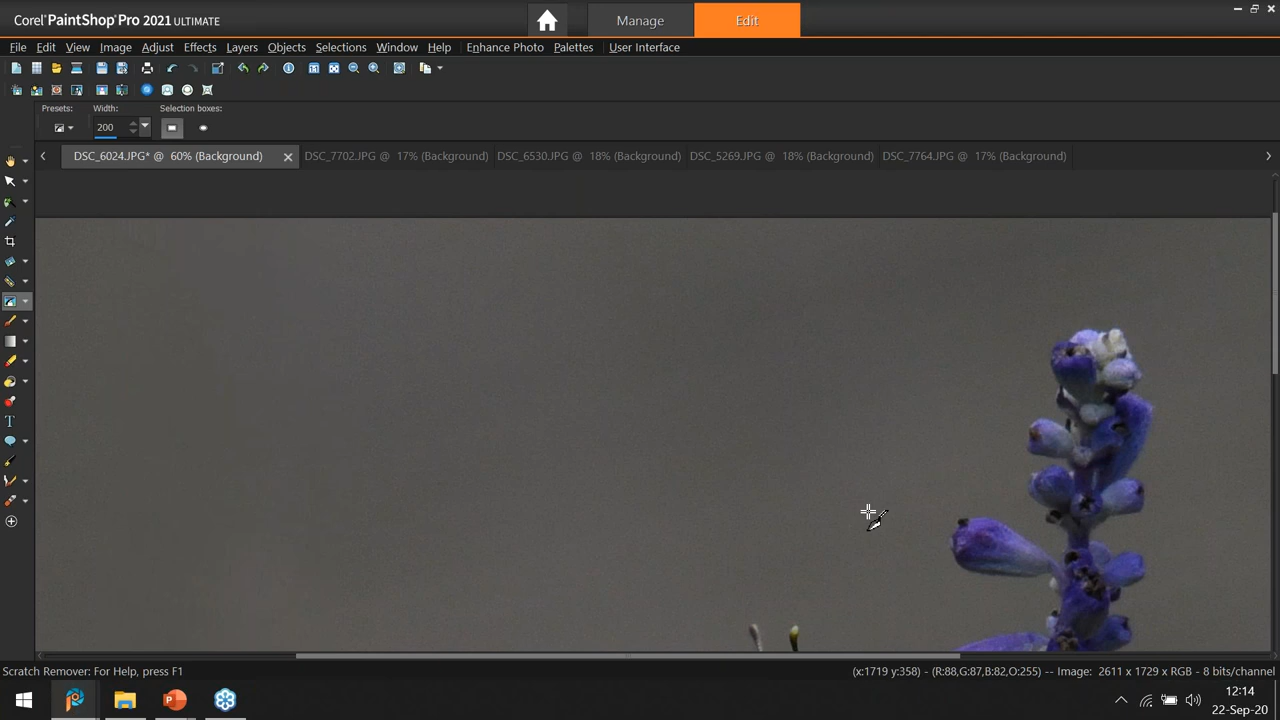 Corel® PaintShop® Pro 2021 ULTIMATE
Manage
Edit
File Edit View Image Adjust Effects Layers Objects Selections Window Help Enhance Photo Palettes User Interface
Presets: Width: Selection boxes:
200
DSC_6024.JPG* @ 60% (Background) DSC_7702.JPG @ 17% (Background) DSC_6530.JPG @ 18% (Background) DSC_5269.JPG @ 18% (Background) DSC_7764.JPG @ 17% (Background)
Scratch Remover: For Help, press F1
(x:1719 y:358) - (R:88,G:87,B:82,O:255) -- Image: 2611 x 1729 x RGB - 8 bits/channel
12:14
22-Sep-20